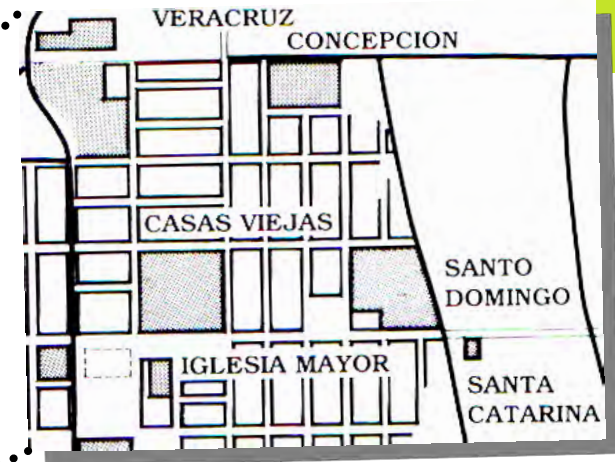 VERACRUZ
CONCEPCION
CASAS VIEJAS
SANTO
DOMINGO
IGLESIA MAYOR
SANTA
CATARINA